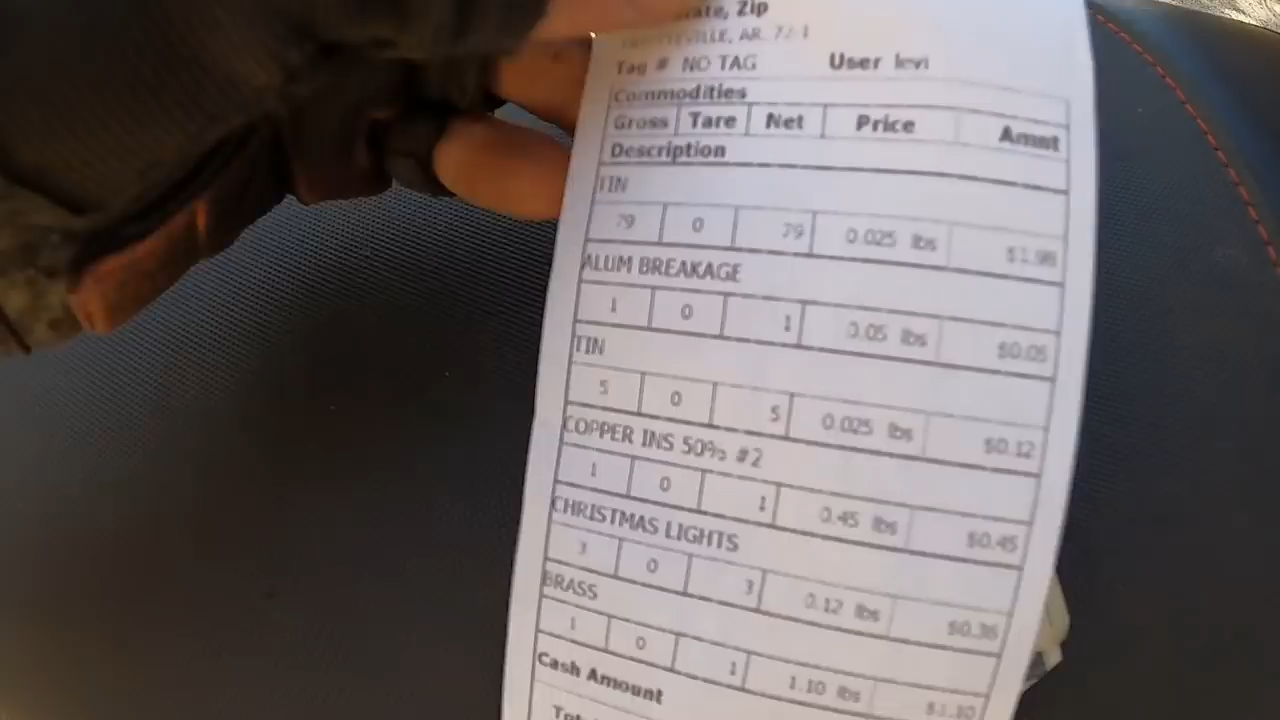 Zip
AR
Tag # NO TAG User levi
Commodities
Gross Tare Net Price Amnt
Description
TIN
79 0 79 0.025 lbs $1.98
ALUM BREAKAGE
1 0 1 0.05 lbs $0.05
TIN
5 0 5 0.025 lbs $0.12
COPPER INS 50% #2
1 0 1 0.45 lbs $0.45
CHRISTMAS LIGHTS
3 0 3 0.12 lbs $0.36
BRASS
1 0 1 1.10 lbs $1.10
Cash Amount